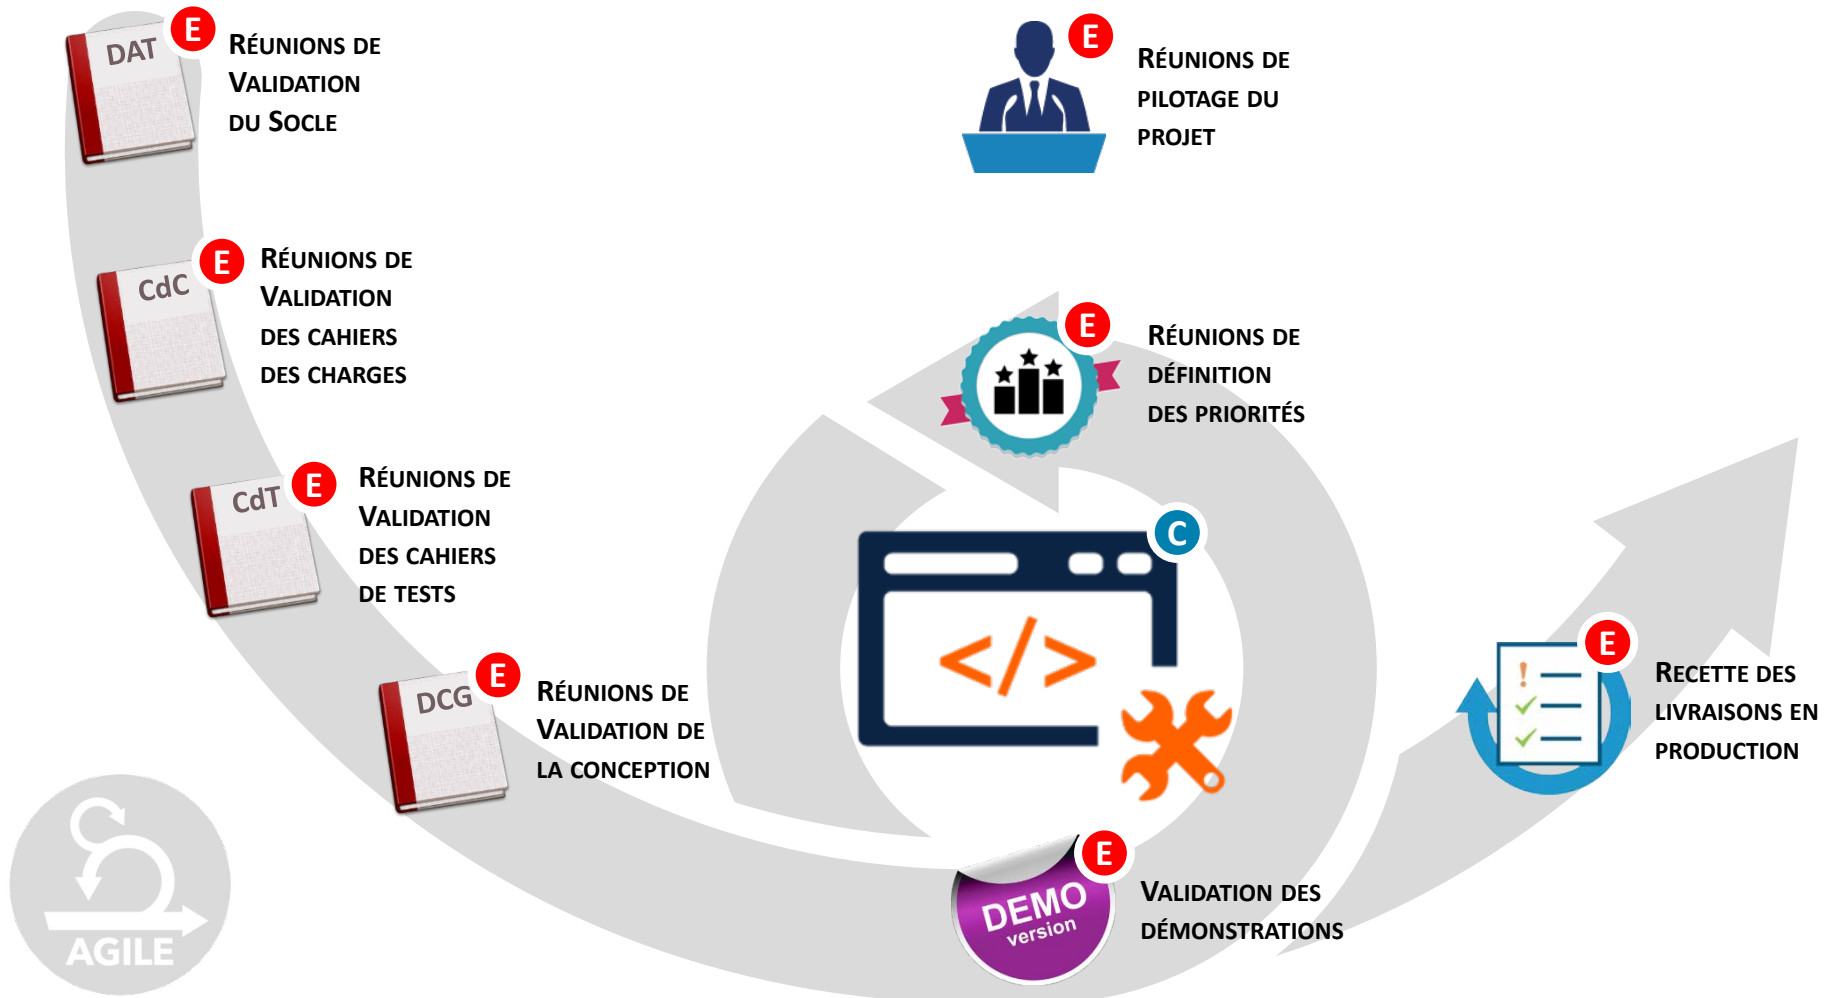 DAT
E
RÉUNIONS DE
VALIDATION
DU SOCLE
E
RÉUNIONS DE
PILOTAGE DU
PROJET
CdC
E
RÉUNIONS DE
VALIDATION
DES CAHIERS
DES CHARGES
E
RÉUNIONS DE
DÉFINITION
DES PRIORITÉS
CdT
E
RÉUNIONS DE
VALIDATION
DES CAHIERS
DE TESTS
C
</>
DCG
E
RÉUNIONS DE
VALIDATION DE
LA CONCEPTION
E
RECETTE DES
LIVRAISONS EN
PRODUCTION
E
DEMO
version
VALIDATION DES
DÉMONSTRATIONS
AGILE